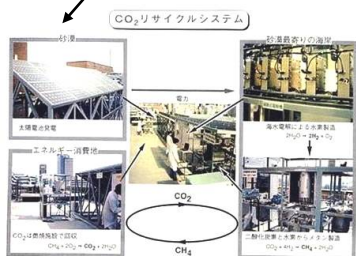 CO₂リサイクルシステム
砂漠
太陽電池発電
電力
砂漠最寄りの海岸
海水電解による水素製造
2H₂O → 2H₂ + O₂
エネルギー消費地
CO₂は燃焼施設で回収
CH₄ + 2O₂ → CO₂ + 2H₂O
CO₂
CH₄
二酸化炭素と水素からメタン製造
CO₂ + 4H₂ → CH₄ + 2H₂O